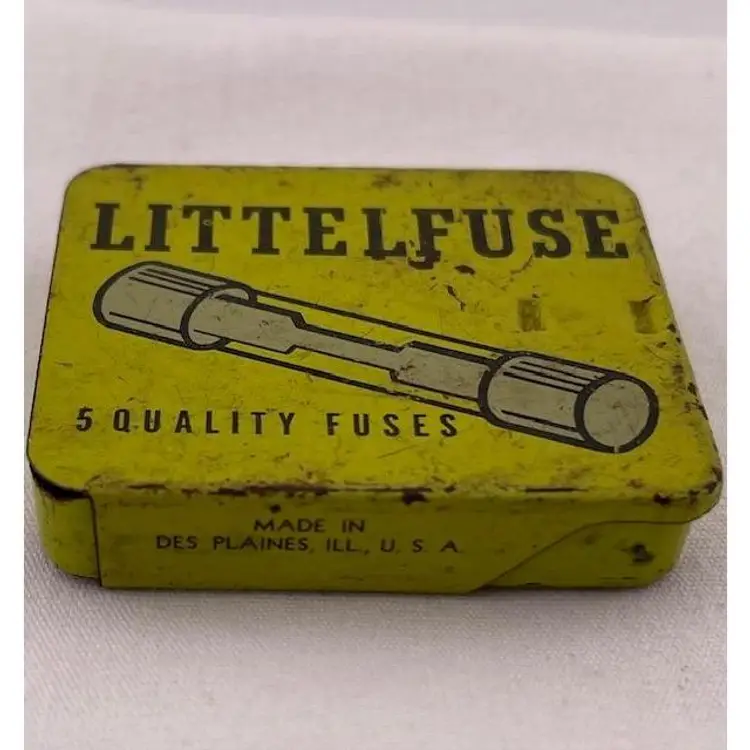 LITTELFUSE
5 QUALITY FUSES
MADE IN
DES PLAINES, ILL., U. S. A.